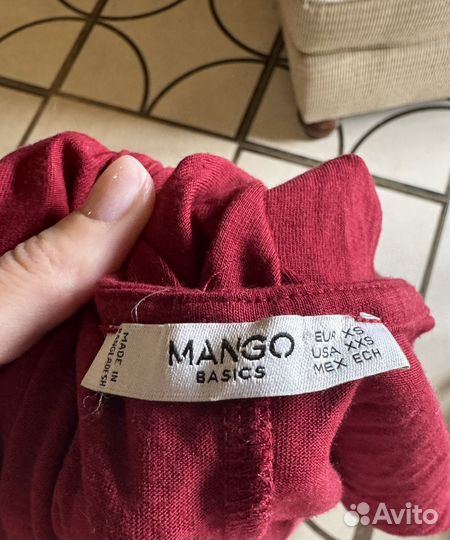 MADE IN
BANGLADESH
MANGO
BASICS
EUR XS
USA XXS
MEX ECH
Avito